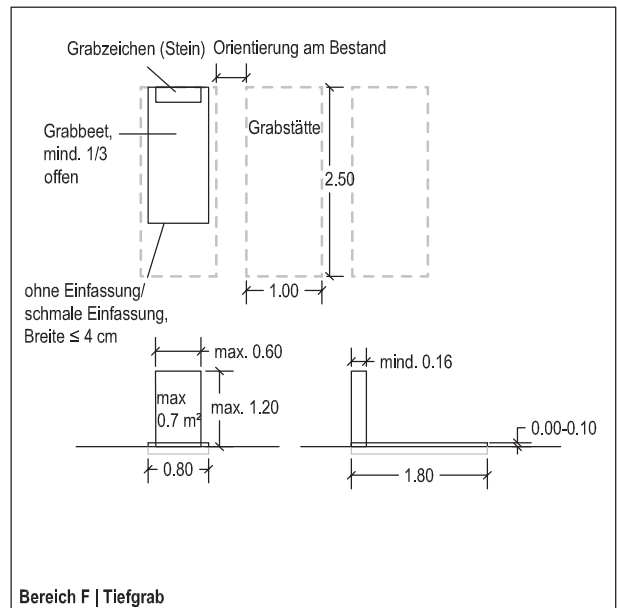 Grabzeichen (Stein)
Orientierung am Bestand
Grabbeet,
mind. 1/3
offen
Grabstätte
2.50
1.00
ohne Einfassung/
schmale Einfassung,
Breite ≤ 4 cm
max. 0.60
max
0.7 m²
max. 1.20
0.80
mind. 0.16
0.00-0.10
1.80
Bereich F | Tiefgrab